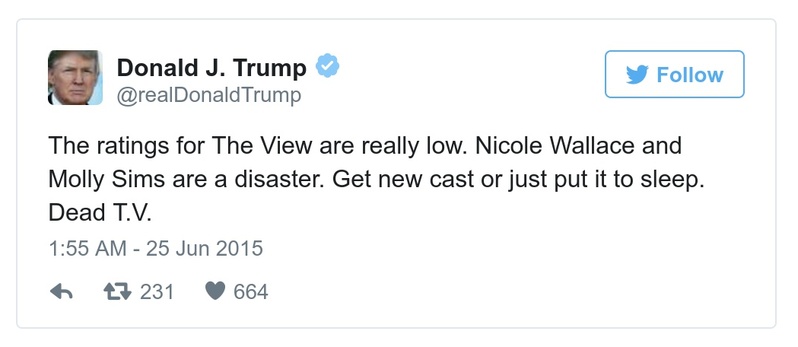 Donald J. Trump
@realDonaldTrump
Follow
The ratings for The View are really low. Nicole Wallace and
Molly Sims are a disaster. Get new cast or just put it to sleep.
Dead T.V.
1:55 AM - 25 Jun 2015
231 664